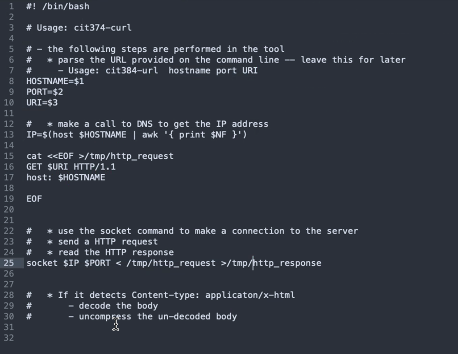 1 #! /bin/bash
2
3 # Usage: cit374-curl
4
5 # - the following steps are performed in the tool
6 #   * parse the URL provided on the command line -- leave this for later
7 #     - Usage: cit384-url  hostname port URI
8 HOSTNAME=$1
9 PORT=$2
10 URI=$3
11
12 #   * make a call to DNS to get the IP address
13 IP=$(host $HOSTNAME | awk '{ print $NF }')
14
15 cat <<EOF >/tmp/http_request
16 GET $URI HTTP/1.1
17 host: $HOSTNAME
18
19 EOF
20
21
22 #   * use the socket command to make a connection to the server
23 #   * send a HTTP request
24 #   * read the HTTP response
25 socket $IP $PORT < /tmp/http_request >/tmp/http_response
26
27
28 #   * If it detects Content-type: applicaton/x-html
29 #       - decode the body
30 #       - uncompress the un-decoded body
31
32